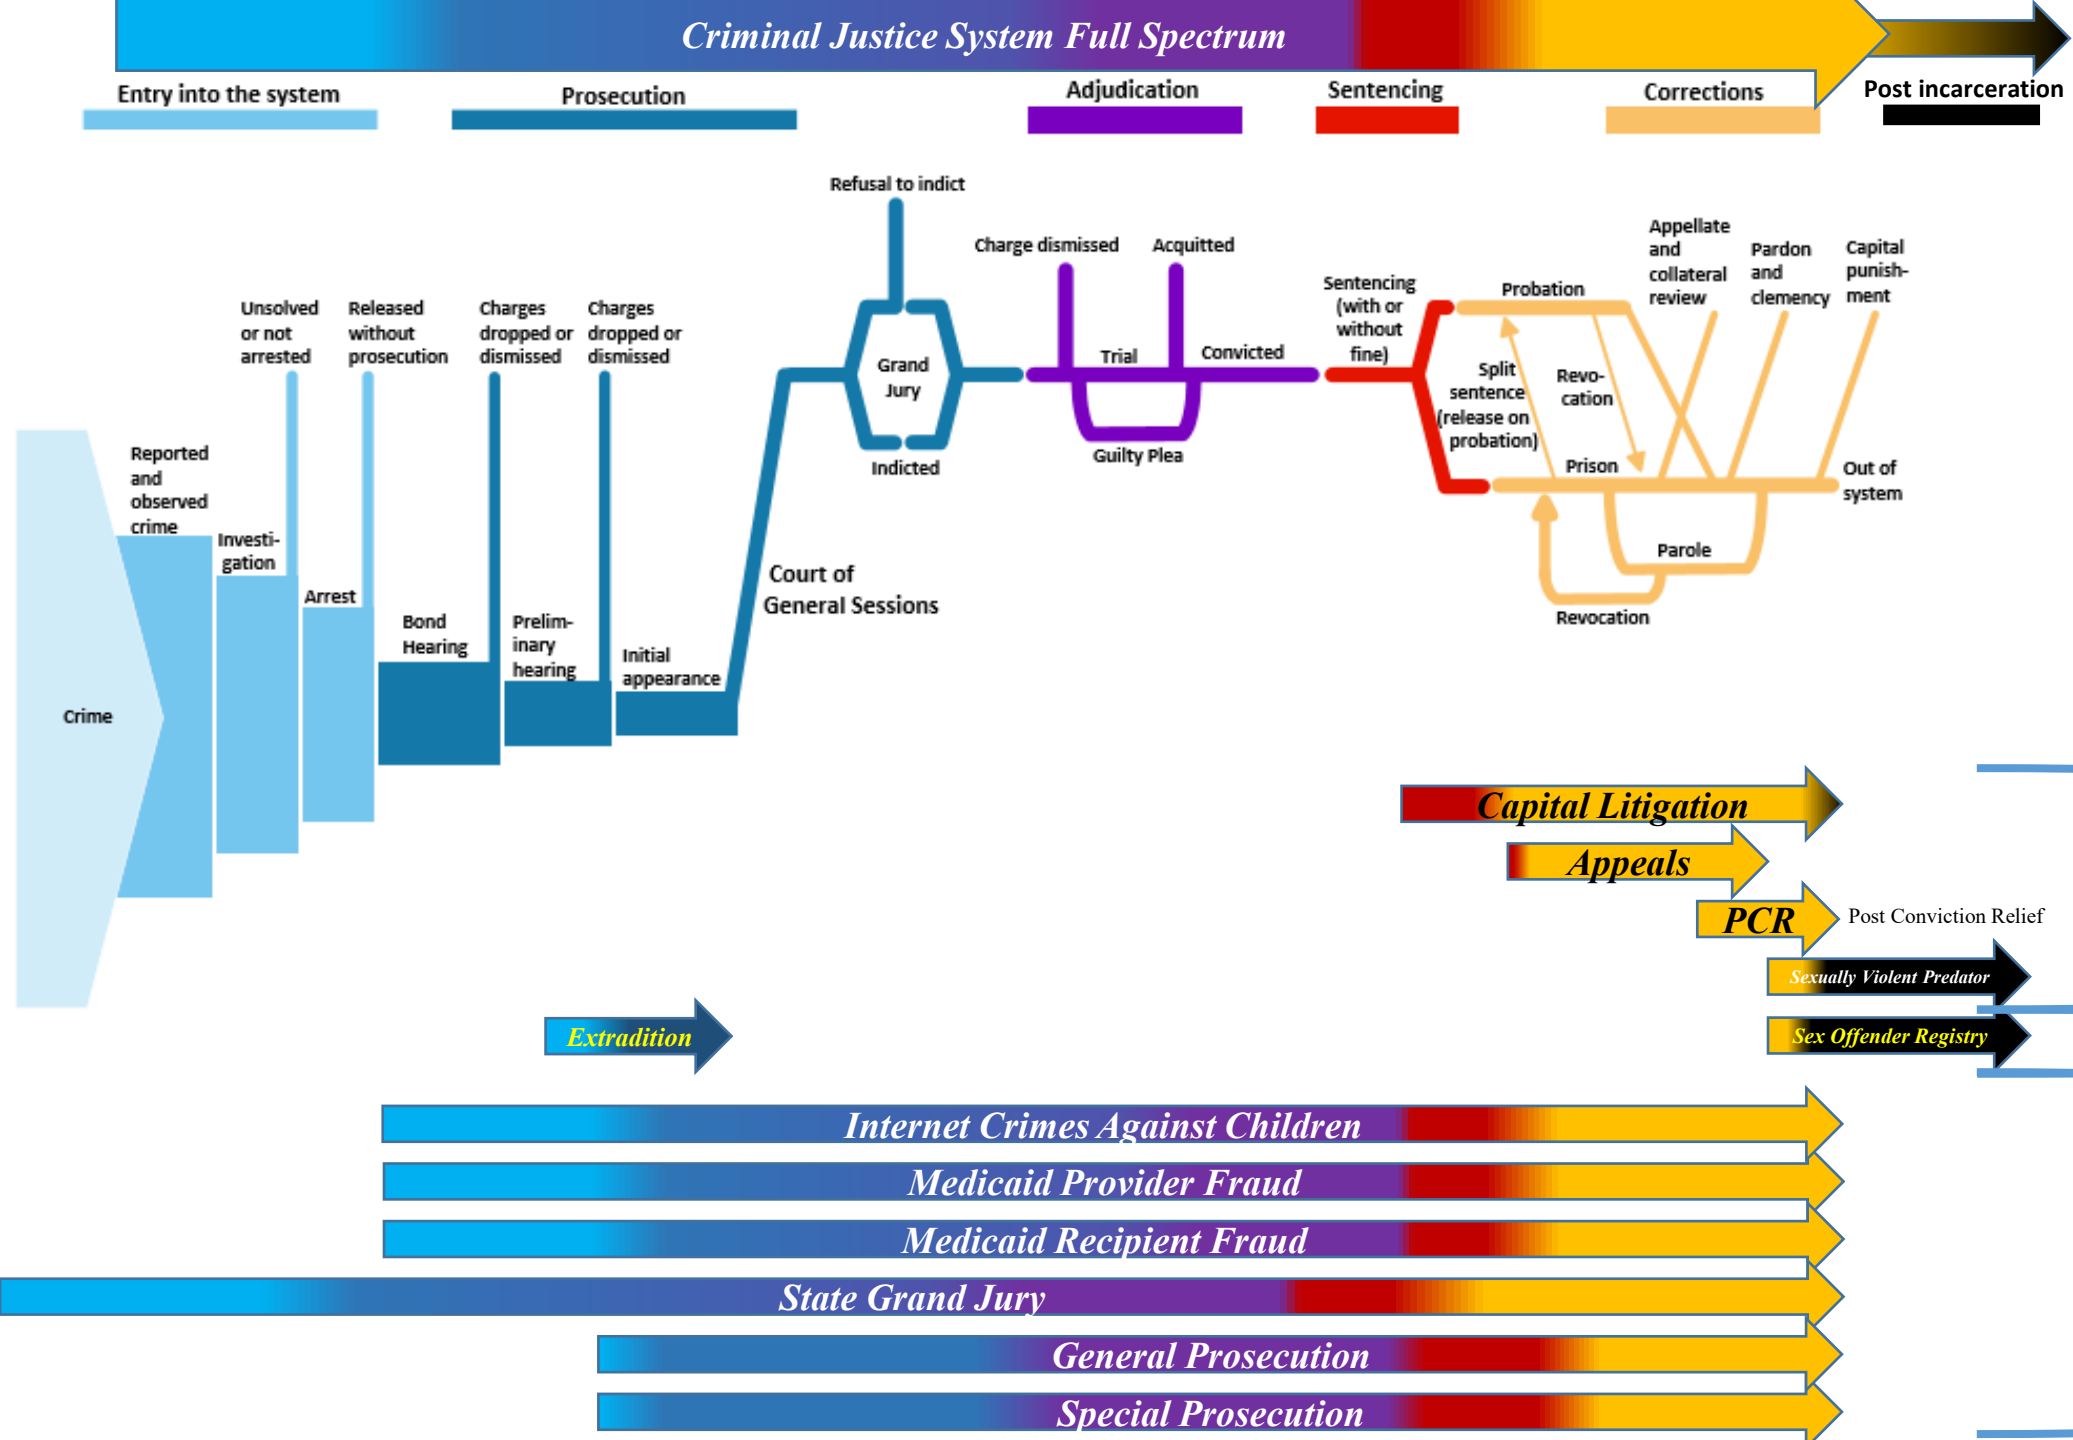 Criminal Justice System Full Spectrum
Entry into the system
Prosecution
Adjudication
Sentencing
Corrections
Post incarceration
Crime
Reported
and
observed
crime
Investi-
gation
Unsolved
or not
arrested
Arrest
Released
without
prosecution
Bond
Hearing
Charges
dropped or
dismissed
Prelim-
inary
hearing
Charges
dropped or
dismissed
Initial
appearance
Court of
General Sessions
Refusal to indict
Grand
Jury
Indicted
Charge dismissed
Acquitted
Trial
Convicted
Guilty Plea
Sentencing
(with or
without
fine)
Probation
Split
sentence
(release on
probation)
Revo-
cation
Prison
Appellate
and
collateral
review
Pardon
and
clemency
Capital
punish-
ment
Out of
system
Parole
Revocation
Capital Litigation
Appeals
PCR
Post Conviction Relief
Sexually Violent Predator
Extradition
Sex Offender Registry
Internet Crimes Against Children
Medicaid Provider Fraud
Medicaid Recipient Fraud
State Grand Jury
General Prosecution
Special Prosecution